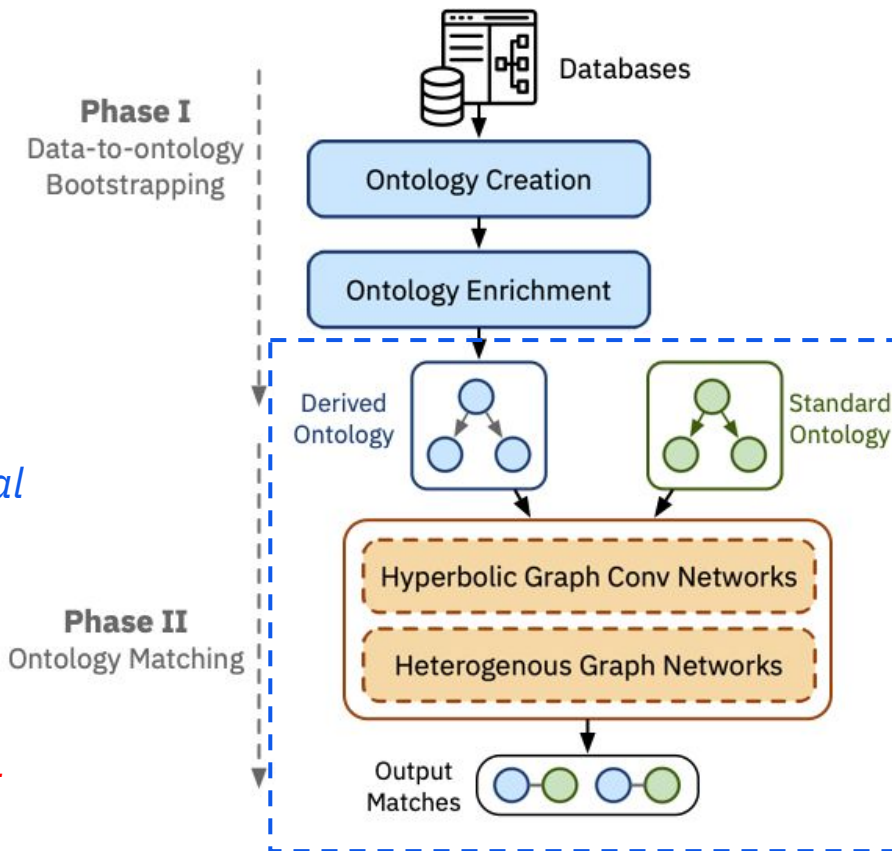 Databases
Phase I
Data-to-ontology
Bootstrapping
Ontology Creation
Ontology Enrichment
Derived
Ontology
Standard
Ontology
al
Hyperbolic Graph Conv Networks
Phase II
Ontology Matching
Heterogenous Graph Networks
Output
Matches